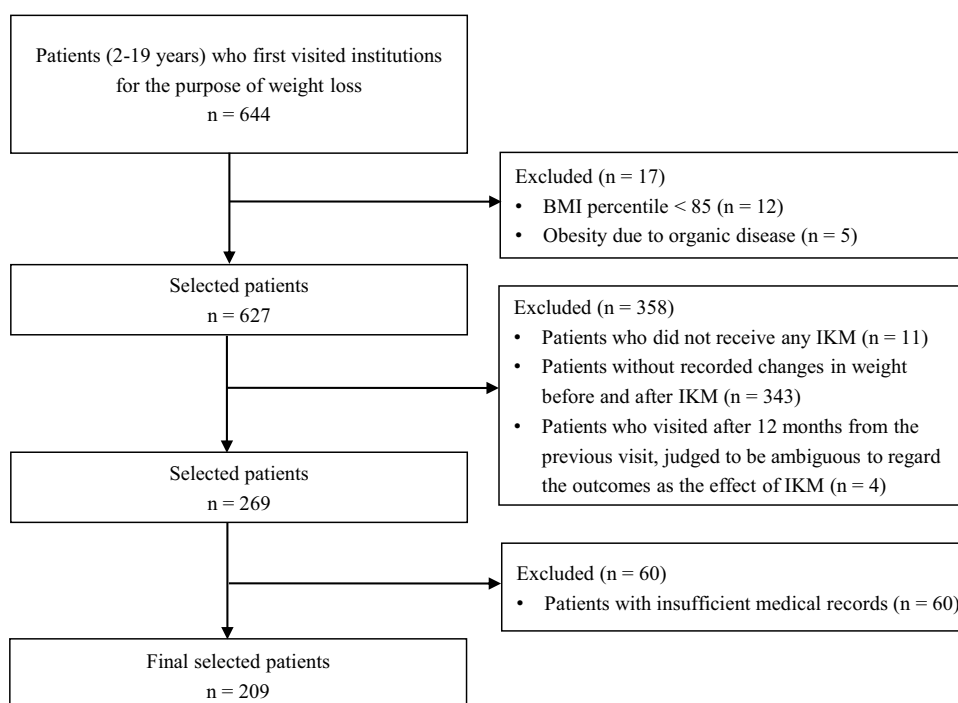 Patients (2-19 years) who first visited institutions
for the purpose of weight loss
n = 644
Excluded (n = 17)
• BMI percentile < 85 (n = 12)
• Obesity due to organic disease (n = 5)
Selected patients
n = 627
Excluded (n = 358)
• Patients who did not receive any IKM (n = 11)
• Patients without recorded changes in weight
before and after IKM (n = 343)
• Patients who visited after 12 months from the
previous visit, judged to be ambiguous to regard
the outcomes as the effect of IKM (n = 4)
Selected patients
n = 269
Excluded (n = 60)
• Patients with insufficient medical records (n = 60)
Final selected patients
n = 209